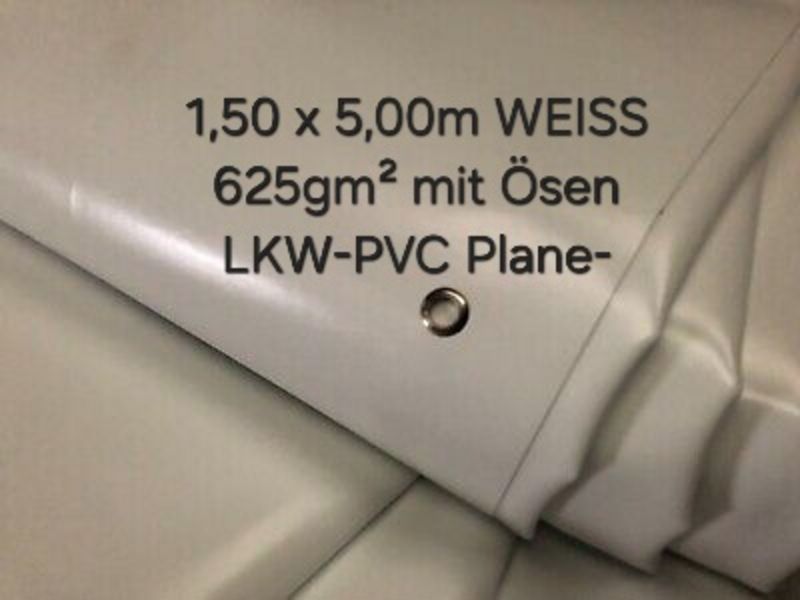 1,50 x 5,00m WEISS
625gm² mit Ösen
LKW-PVC Plane-